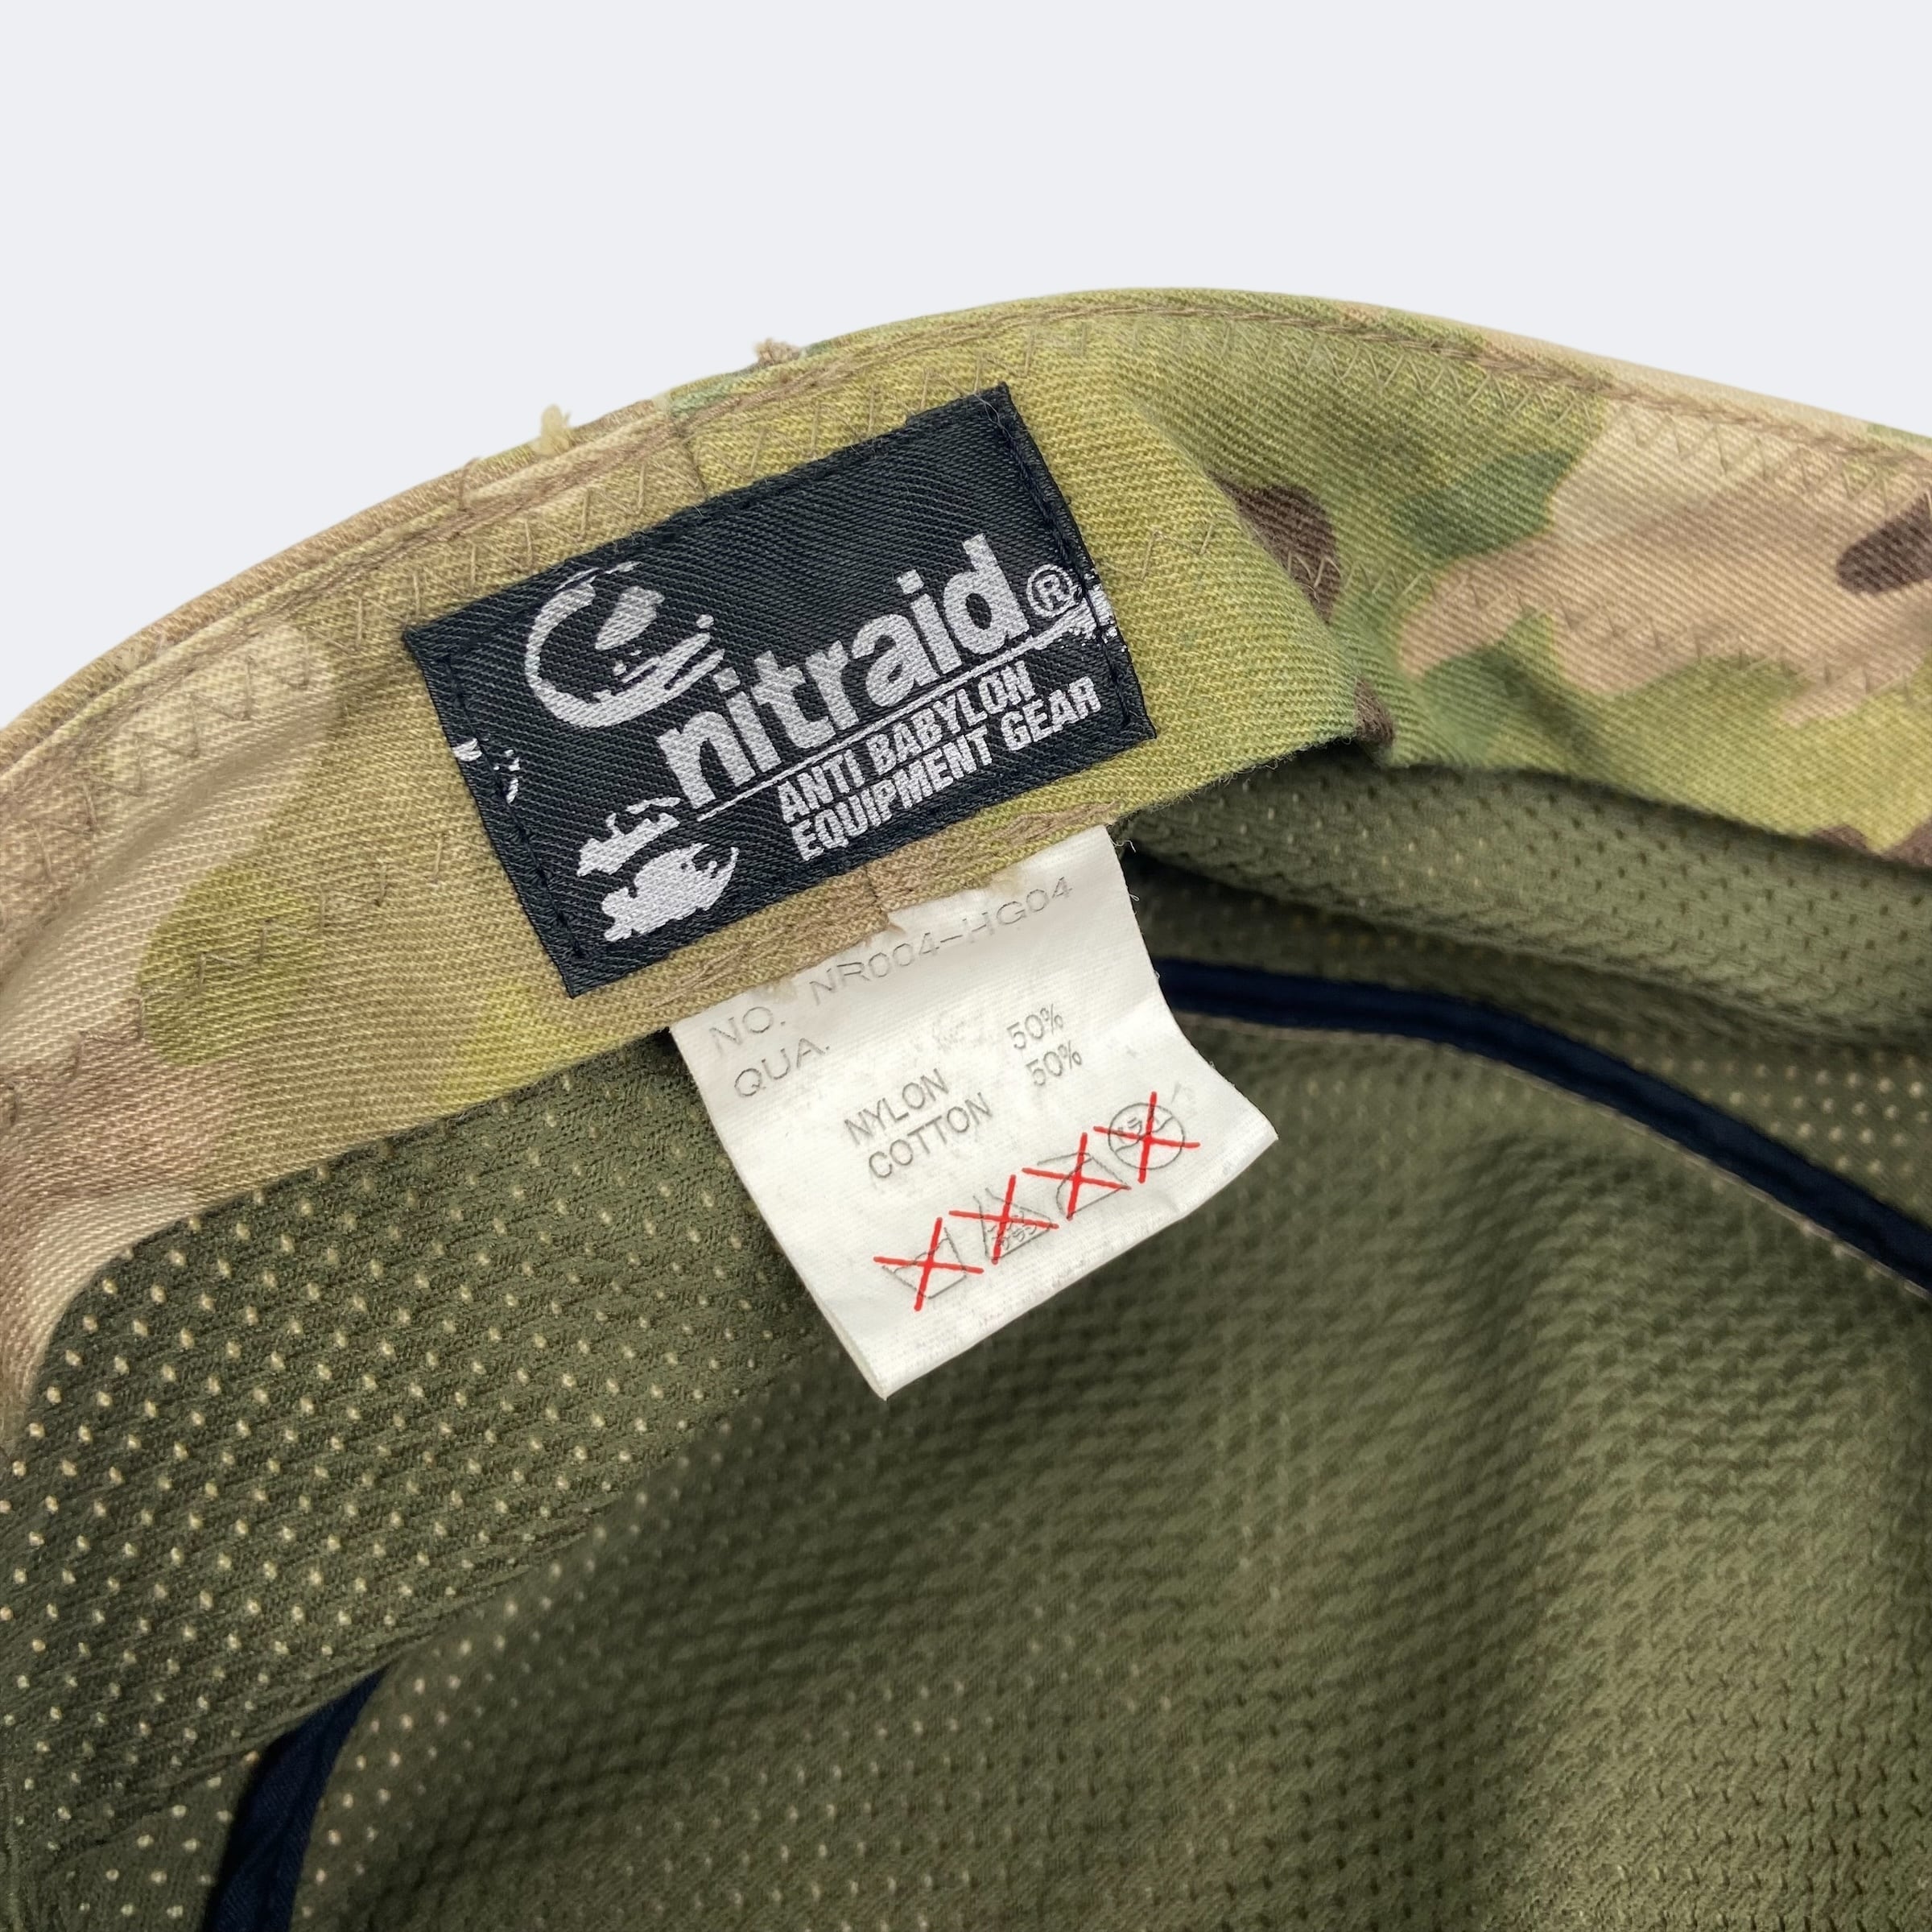 nitraid®
ANTI BABYLON
EQUIPMENT GEAR
NO. NR004-HG04
QUA.
NYLON 50%
COTTON 50%